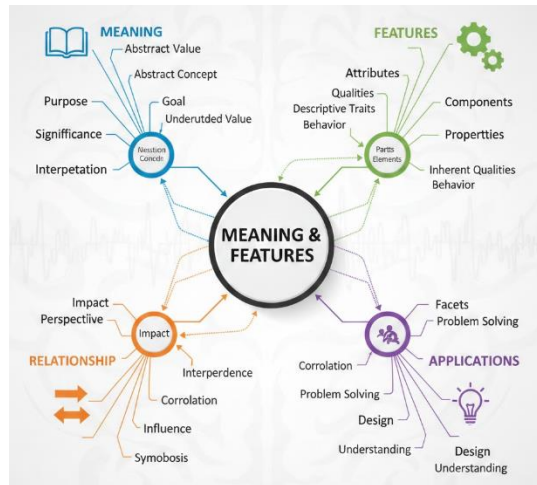 MEANING
Abstract Value
Abstract Concept
Purpose
Goal
Underutded Value
Signifficance
Interpetation
FEATURES
Attributes
Qualities
Descriptive Traits
Behavior
Components
Propertties
Inherent Qualities
Behavior
Partts
Elements
MEANING &
FEATURES
Impact
Perspectiive
Impact
RELATIONSHIP
Interperdence
Corrolation
Influence
Symobosis
Facets
Problem Solving
APPLICATIONS
Corrolation
Problem Solving
Design
Understanding
Design
Understanding